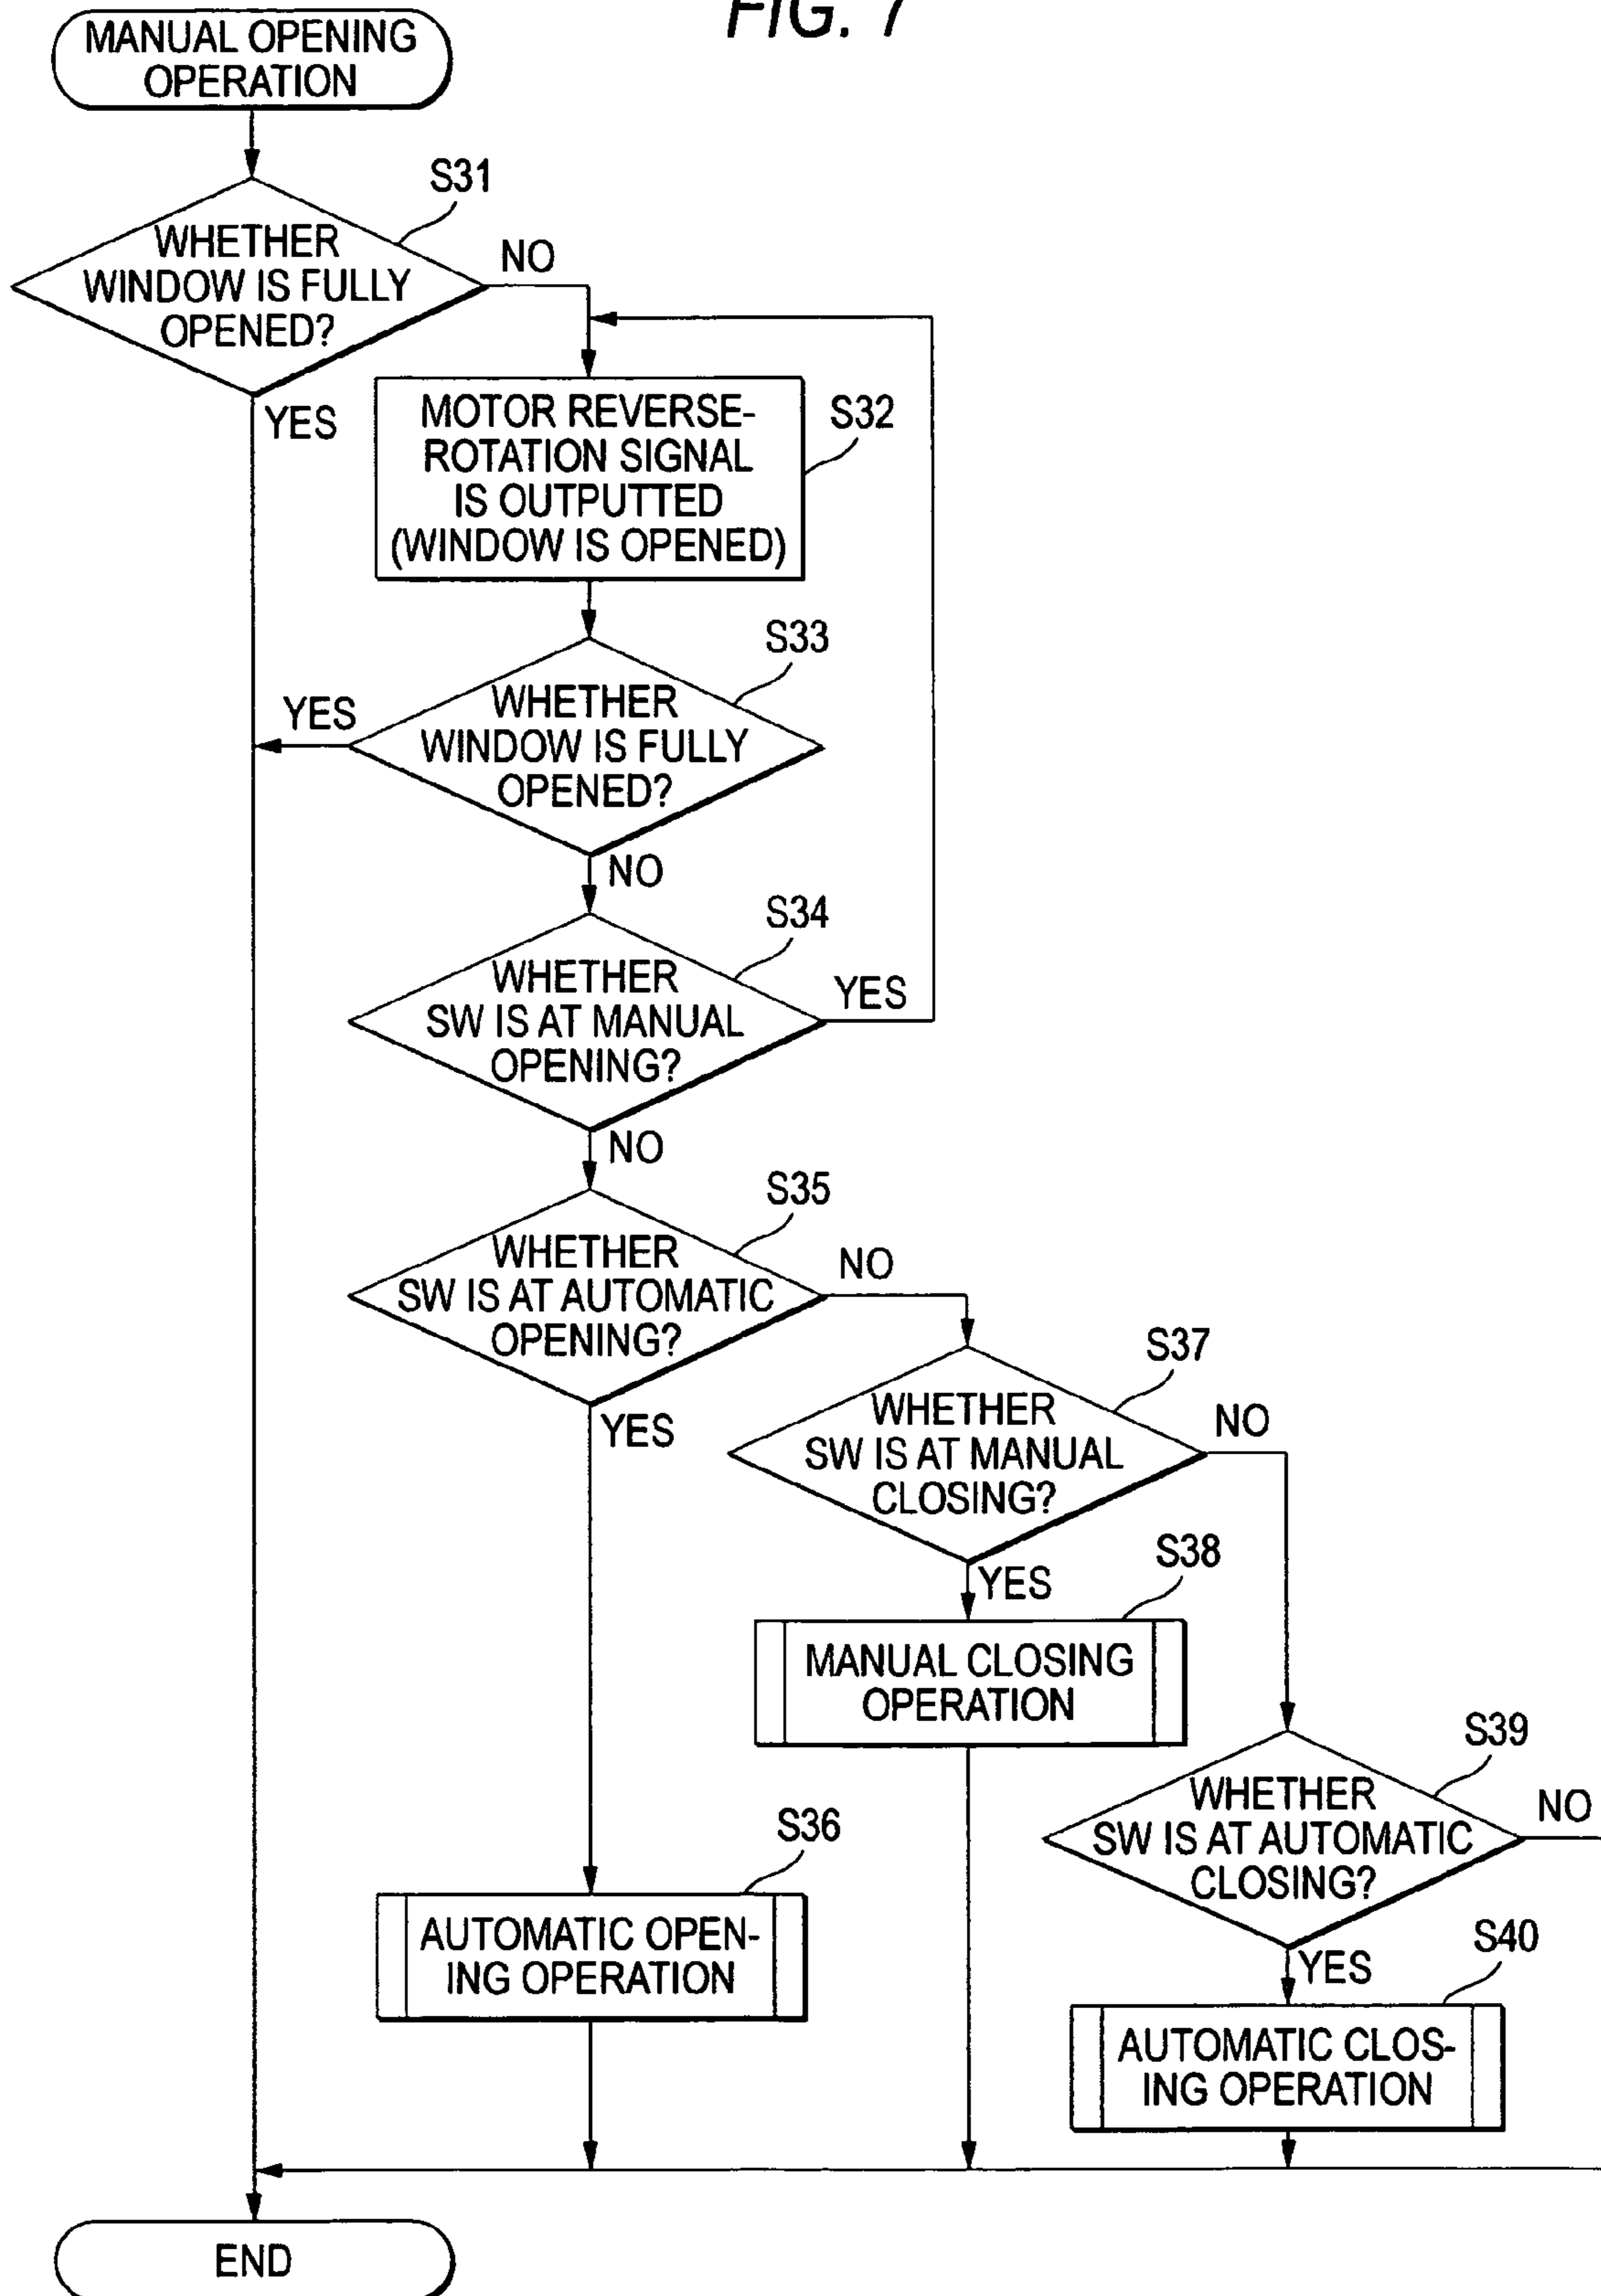 FIG. 7
MANUAL OPENING
OPERATION
S31
WHETHER
WINDOW IS FULLY
OPENED?
NO
YES
MOTOR REVERSE-
ROTATION SIGNAL
IS OUTPUTTED
(WINDOW IS OPENED)
S32
S33
WHETHER
WINDOW IS FULLY
OPENED?
YES
NO
S34
WHETHER
SW IS AT MANUAL
OPENING?
YES
NO
S35
WHETHER
SW IS AT AUTOMATIC
OPENING?
NO
YES
S37
WHETHER
SW IS AT MANUAL
CLOSING?
NO
YES
S38
MANUAL CLOSING
OPERATION
S39
WHETHER
SW IS AT AUTOMATIC
CLOSING?
NO
YES
S36
AUTOMATIC OPEN-
ING OPERATION
S40
AUTOMATIC CLOS-
ING OPERATION
END